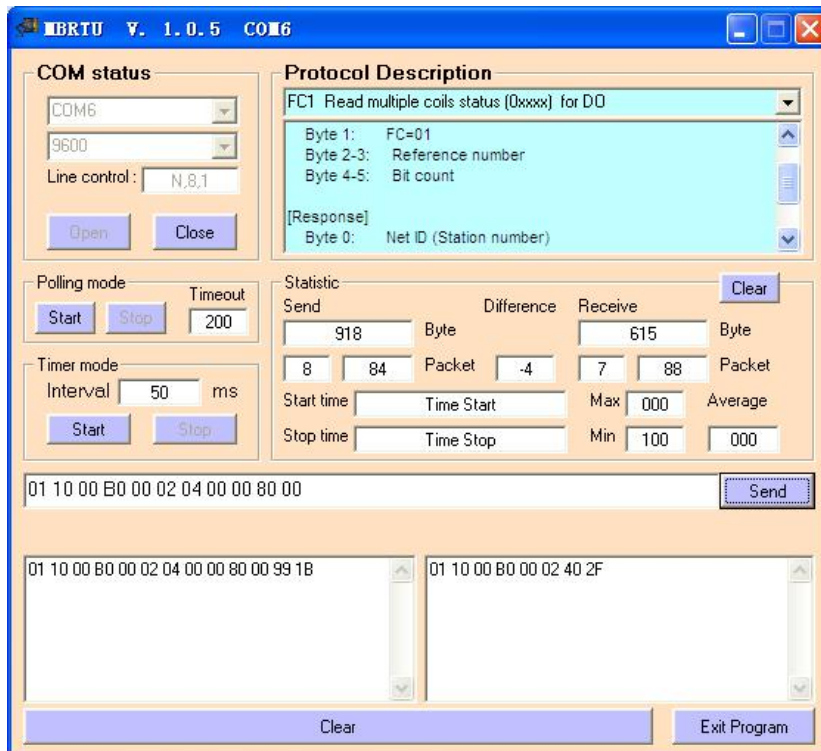 MBRTU V. 1.0.5 COM6
COM status
COM6
9600
Line control : N,8,1
Open Close
Protocol Description
FC1 Read multiple coils status (0xxxx) for DO
Byte 1: FC=01
Byte 2-3: Reference number
Byte 4-5: Bit count
[Response]
Byte 0: Net ID (Station number)
Polling mode
Timeout
Start Stop 200
Timer mode
Interval 50 ms
Start Stop
Statistic
Clear
Send Difference Receive
918 Byte 615 Byte
8 84 Packet -4 7 88 Packet
Start time Time Start Max 000 Average
Stop time Time Stop Min 100 000
01 10 00 B0 00 02 04 00 00 80 00 Send
01 10 00 B0 00 02 04 00 00 80 00 99 1B
01 10 00 B0 00 02 40 2F
Clear Exit Program